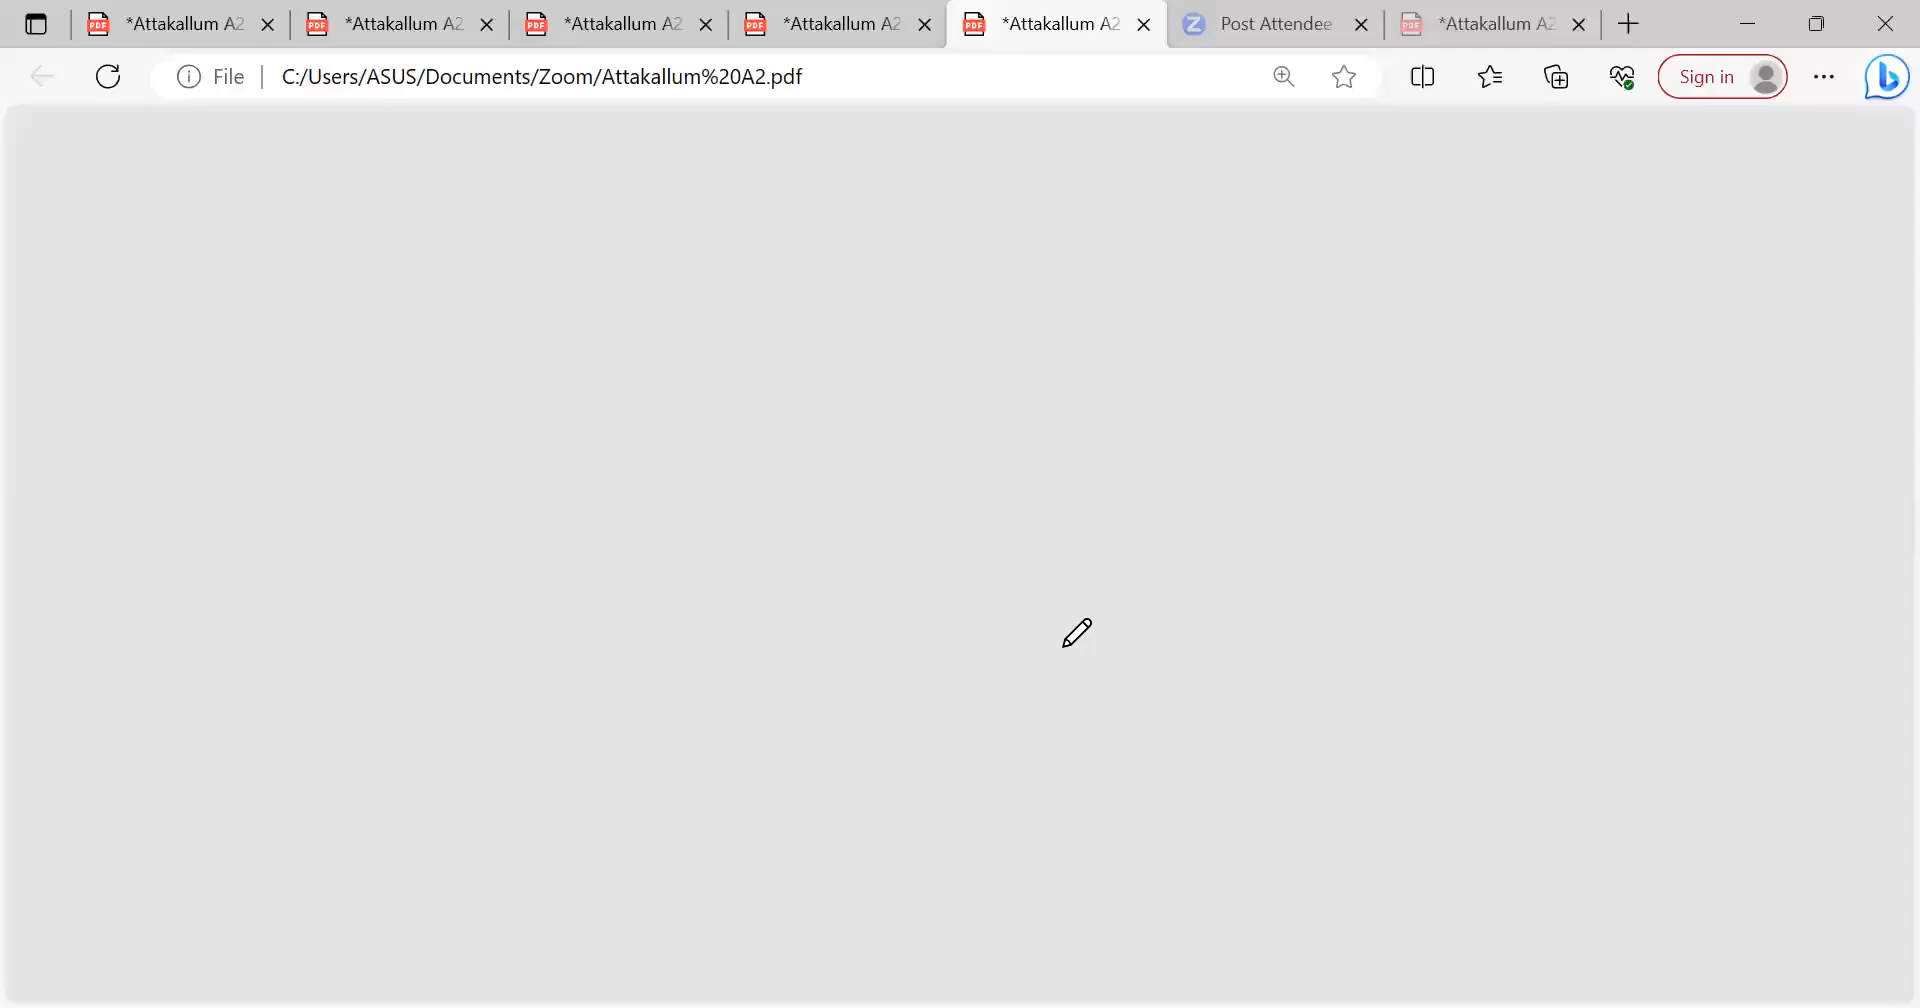 *Attakallum A2 *Attakallum A2 *Attakallum A2 *Attakallum A2 *Attakallum A2 Post Attendee *Attakallum A2
File C:/Users/ASUS/Documents/Zoom/Attakallum%20A2.pdf Sign in